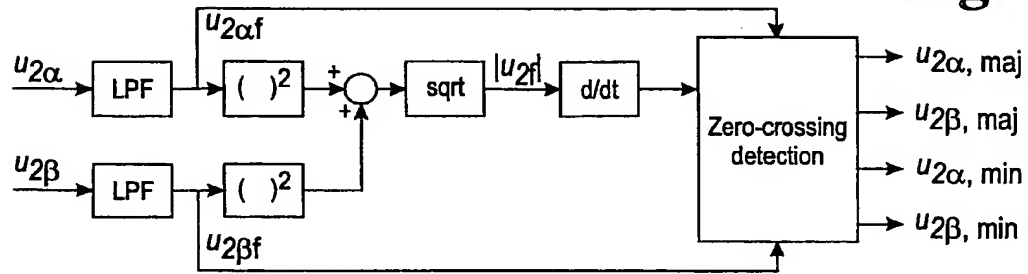 u2αf
u2α
LPF
( )²
+
+
sqrt
|u2f|
d/dt
Zero-crossing
detection
u2α, maj
u2β, maj
u2α, min
u2β, min
u2β
LPF
( )²
u2βf